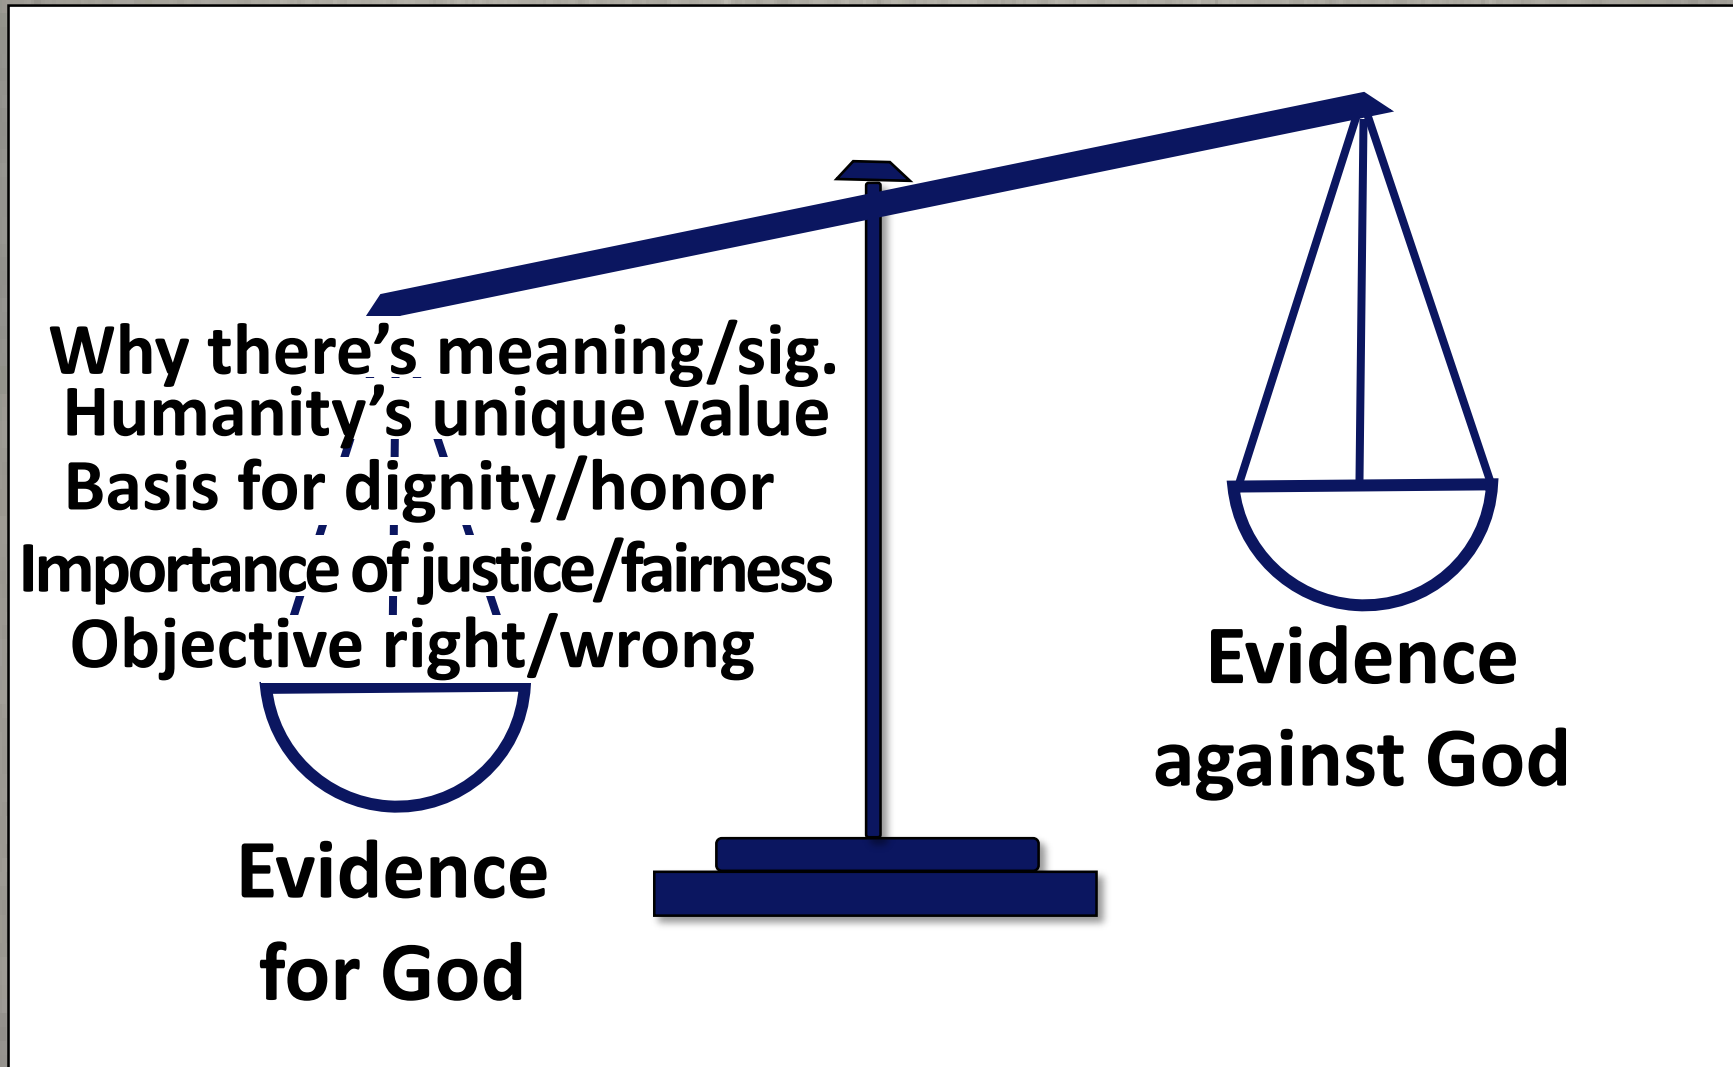 Why there’s meaning/sig.
Humanity’s unique value
Basis for dignity/honor
Importance of justice/fairness
Objective right/wrong
Evidence
for God
Evidence
against God